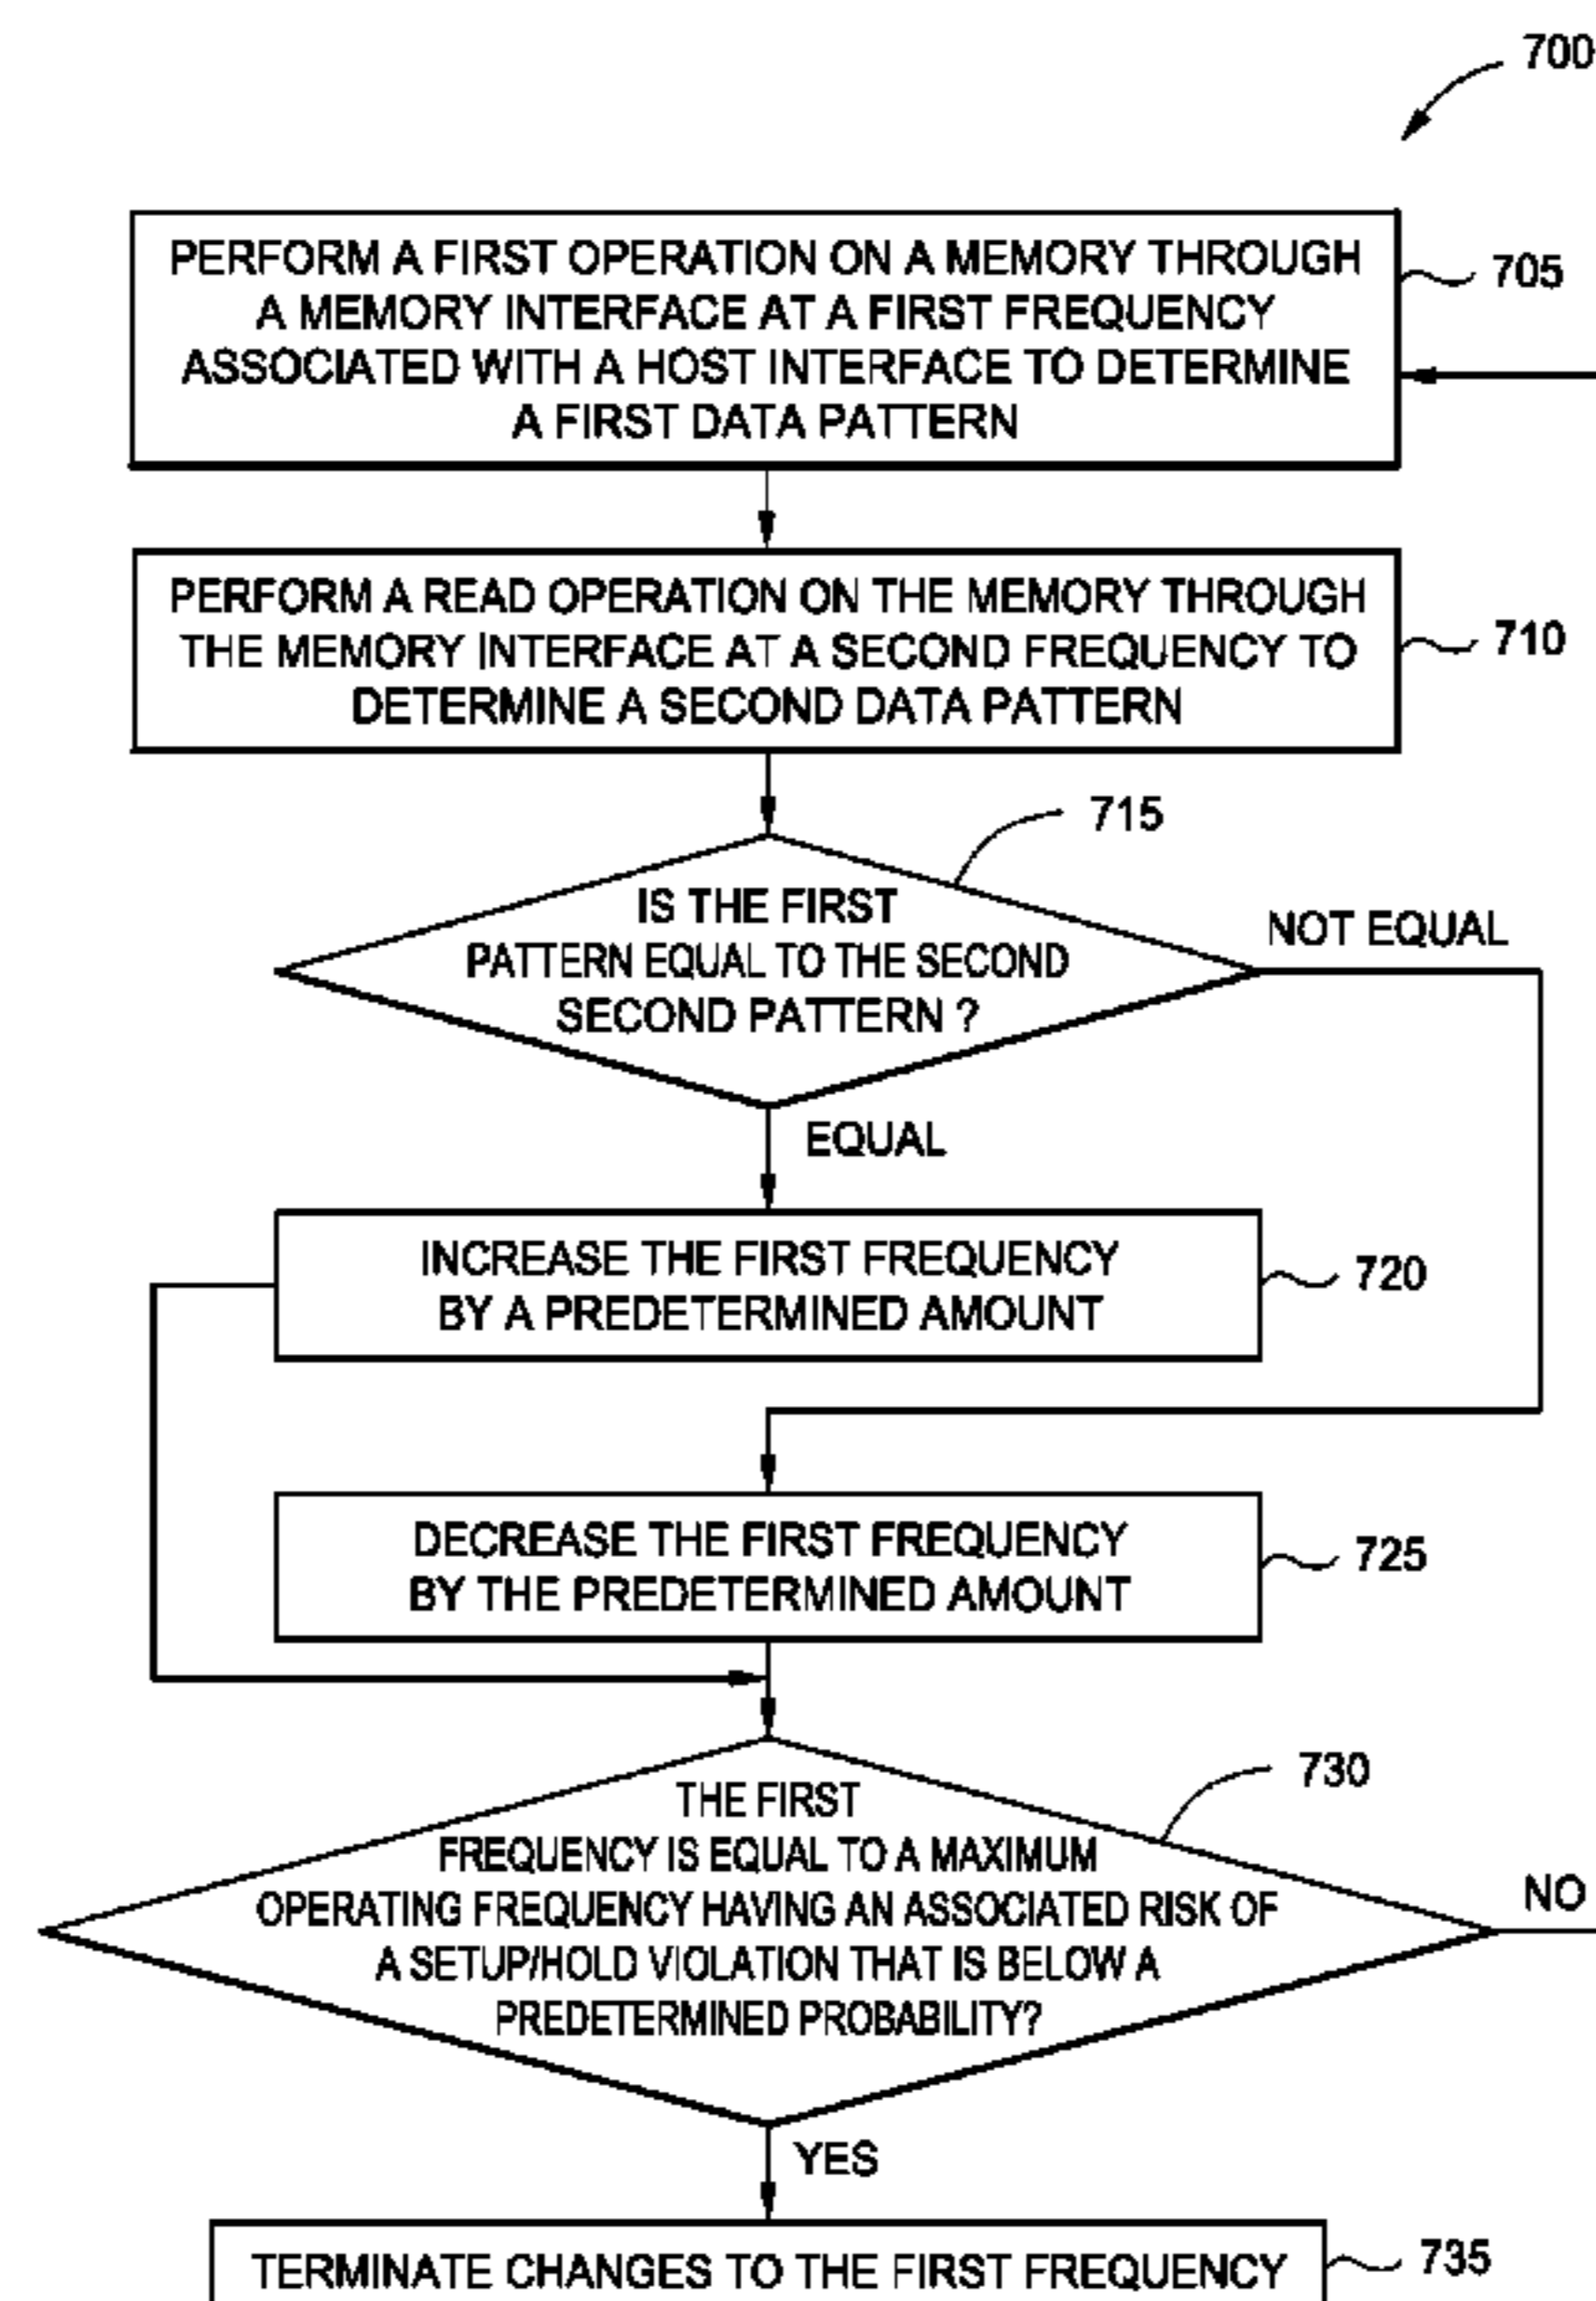 700
PERFORM A FIRST OPERATION ON A MEMORY THROUGH
A MEMORY INTERFACE AT A FIRST FREQUENCY
ASSOCIATED WITH A HOST INTERFACE TO DETERMINE
A FIRST DATA PATTERN
705
PERFORM A READ OPERATION ON THE MEMORY THROUGH
THE MEMORY INTERFACE AT A SECOND FREQUENCY TO
DETERMINE A SECOND DATA PATTERN
710
715
IS THE FIRST
PATTERN EQUAL TO THE SECOND
SECOND PATTERN ?
NOT EQUAL
EQUAL
INCREASE THE FIRST FREQUENCY
BY A PREDETERMINED AMOUNT
720
DECREASE THE FIRST FREQUENCY
BY THE PREDETERMINED AMOUNT
725
730
THE FIRST
FREQUENCY IS EQUAL TO A MAXIMUM
OPERATING FREQUENCY HAVING AN ASSOCIATED RISK OF
A SETUP/HOLD VIOLATION THAT IS BELOW A
PREDETERMINED PROBABILITY?
NO
YES
TERMINATE CHANGES TO THE FIRST FREQUENCY
735